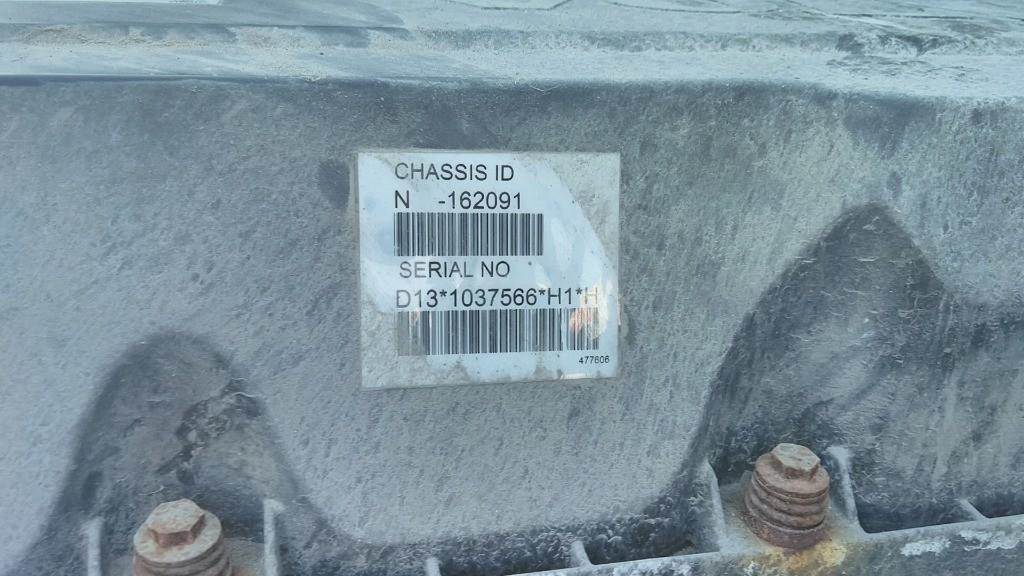 CHASSIS ID
N -162091
SERIAL NO
D13*1037566*H1*H
477606